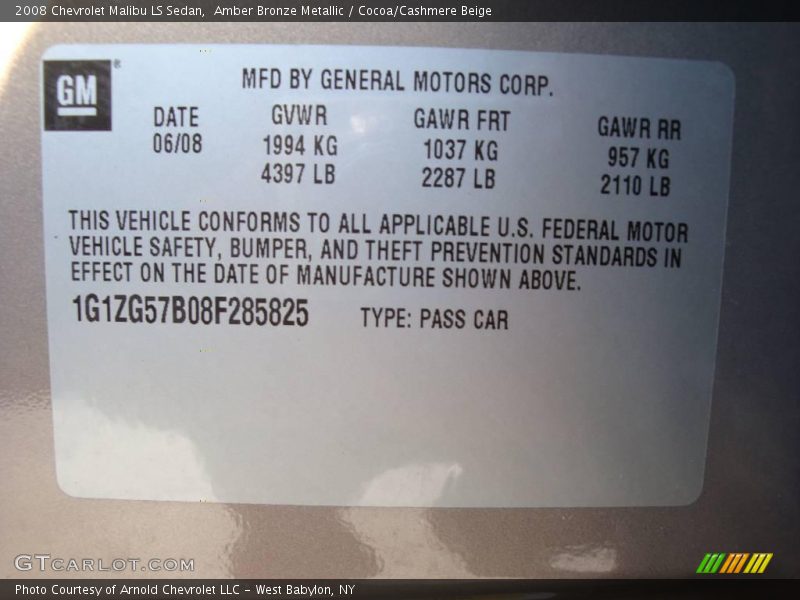 2008 Chevrolet Malibu LS Sedan, Amber Bronze Metallic / Cocoa/Cashmere Beige
GM ®
MFD BY GENERAL MOTORS CORP.
DATE GVWR GAWR FRT GAWR RR
06/08 1994 KG 1037 KG 957 KG
4397 LB 2287 LB 2110 LB
THIS VEHICLE CONFORMS TO ALL APPLICABLE U.S. FEDERAL MOTOR
VEHICLE SAFETY, BUMPER, AND THEFT PREVENTION STANDARDS IN
EFFECT ON THE DATE OF MANUFACTURE SHOWN ABOVE.
1G1ZG57B08F285825 TYPE: PASS CAR
GTCARLOT.COM
Photo Courtesy of Arnold Chevrolet LLC - West Babylon, NY